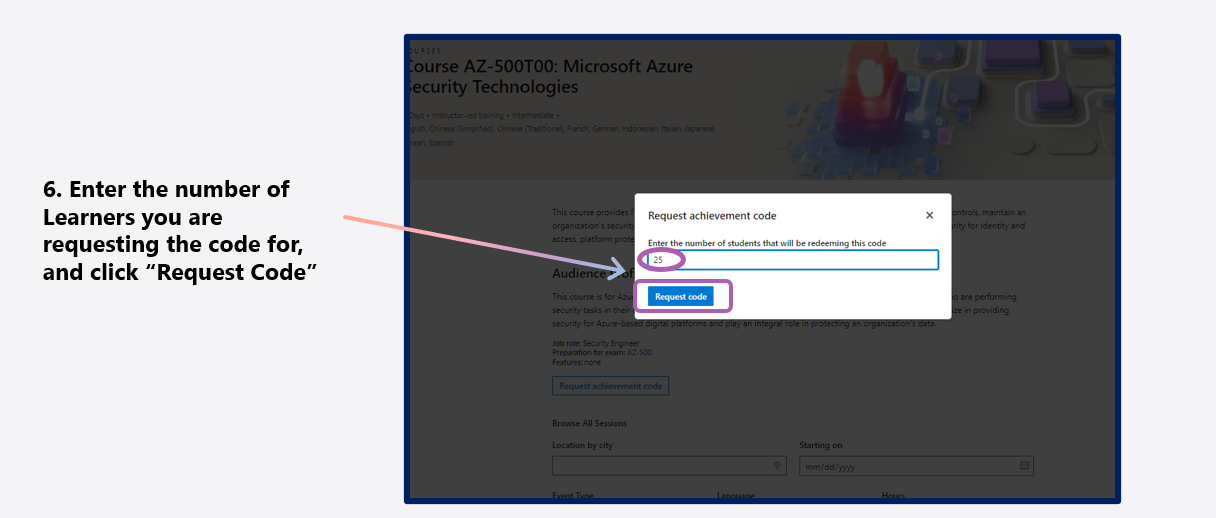 6. Enter the number of
Learners you are
requesting the code for,
and click “Request Code”
OURSES
Course AZ-500T00: Microsoft Azure
Security Technologies
Days • Instructor-led training • Intermediate •
English, Chinese (Simplified), Chinese (Traditional), French, German, Indonesian, Italian, Japanese,
Korean, Spanish
This course provides ontrols, maintain an
organization's security rity for identity and
access, platform prote
Request achievement code
Enter the number of students that will be redeeming this code
25
Request code
Audience Prof
This course is for Azur o are performing
security tasks in their ize in providing
security for Azure-based digital platforms and play an integral role in protecting an organization's data.
Job role: Security Engineer
Preparation for exam: AZ-500
Features: none
Request achievement code
Browse All Sessions
Location by city Starting on
mm/dd/yyyy
Event Type Language Hours